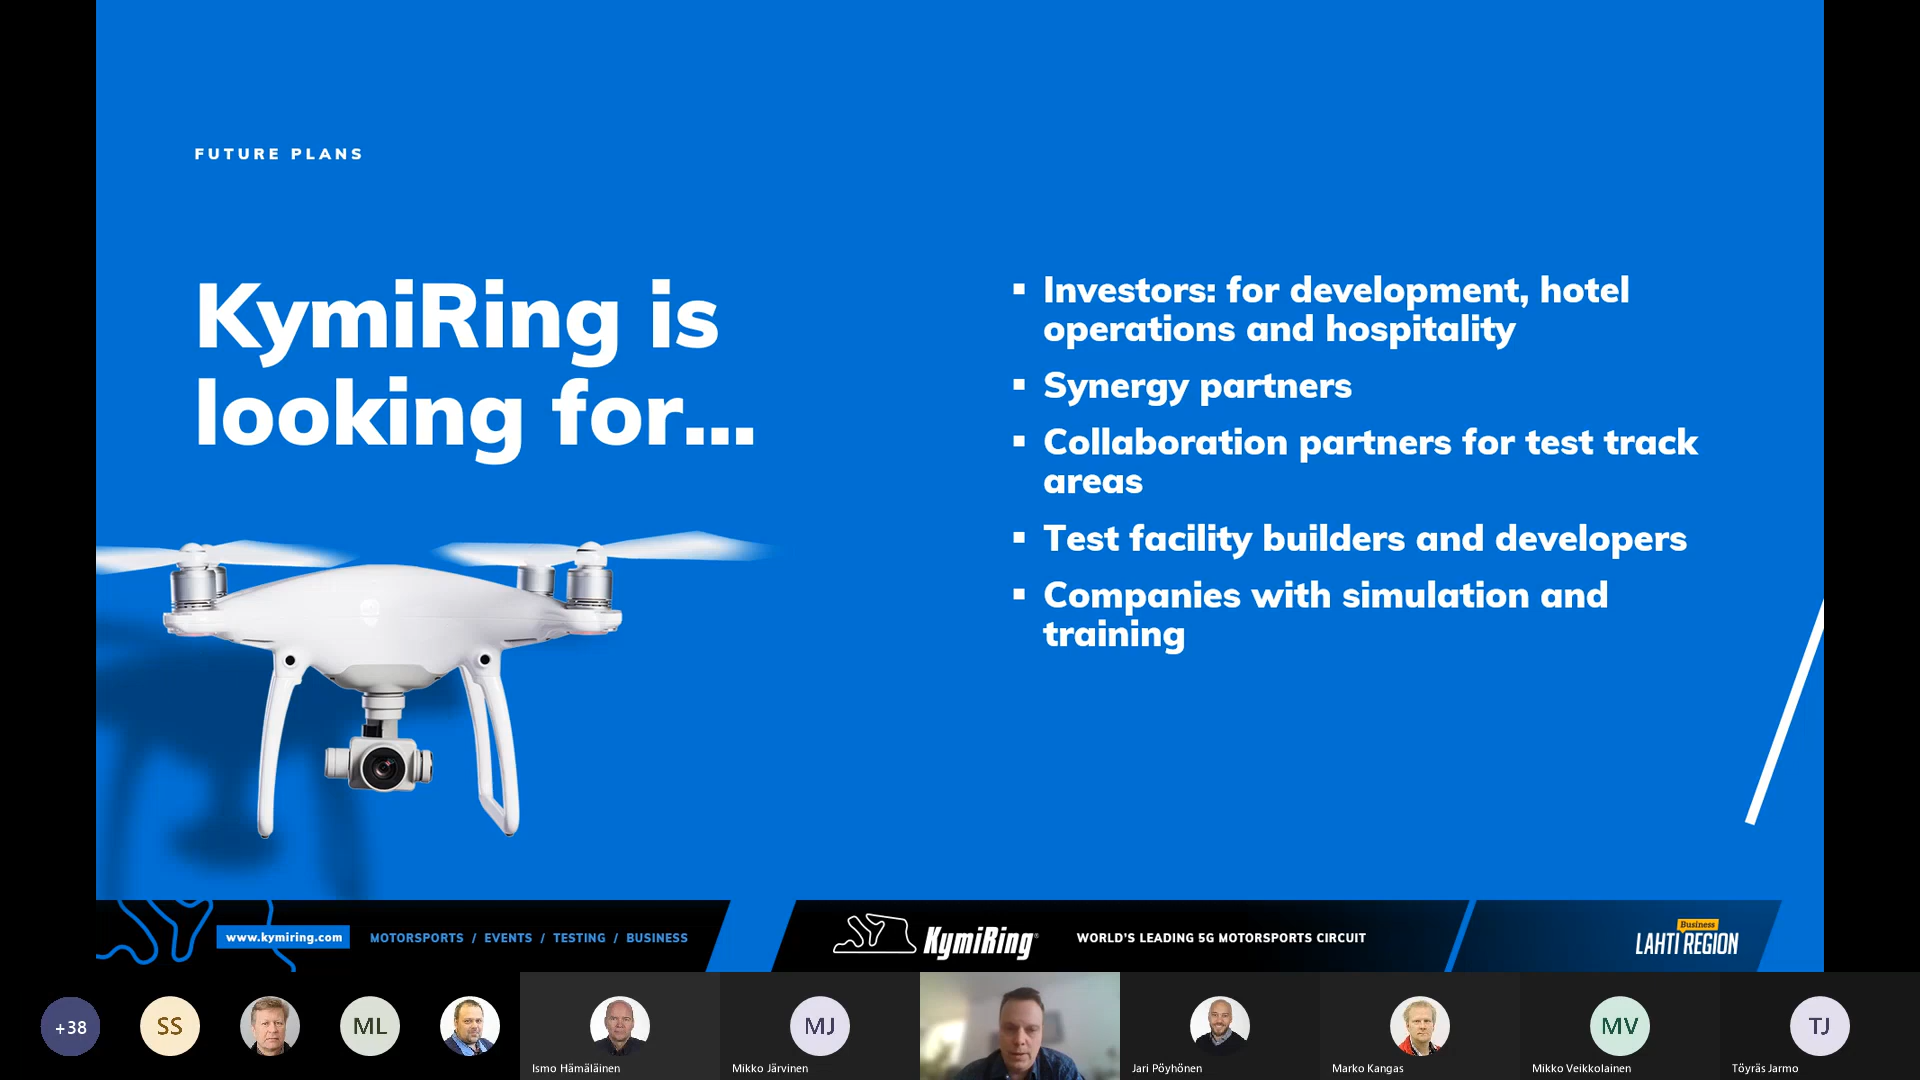 FUTURE PLANS
KymiRing is
looking for...
▪ Investors: for development, hotel
operations and hospitality
▪ Synergy partners
▪ Collaboration partners for test track
areas
▪ Test facility builders and developers
▪ Companies with simulation and
training
www.kymiring.com
MOTORSPORTS / EVENTS / TESTING / BUSINESS
KymiRing®
WORLD'S LEADING 5G MOTORSPORTS CIRCUIT
Business
LAHTI REGION
+38
SS
ML
Ismo Hämäläinen
MJ
Mikko Järvinen
Jari Pöyhönen
Marko Kangas
MV
Mikko Veikkolainen
TJ
Töyräs Jarmo